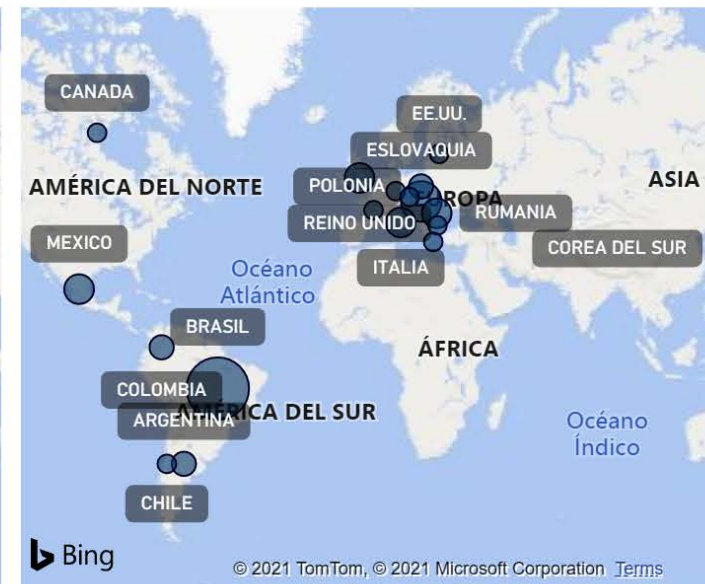 CANADA
EE.UU.
ESLOVAQUIA
AMÉRICA DEL NORTE
POLONIA
ROPA
ASIA
REINO UNIDO
RUMANIA
MEXICO
COREA DEL SUR
Océano
Atlántico
ITALIA
BRASIL
ÁFRICA
COLOMBIA
AMÉRICA DEL SUR
ARGENTINA
Océano
Índico
CHILE
Bing
© 2021 TomTom, © 2021 Microsoft Corporation Terms